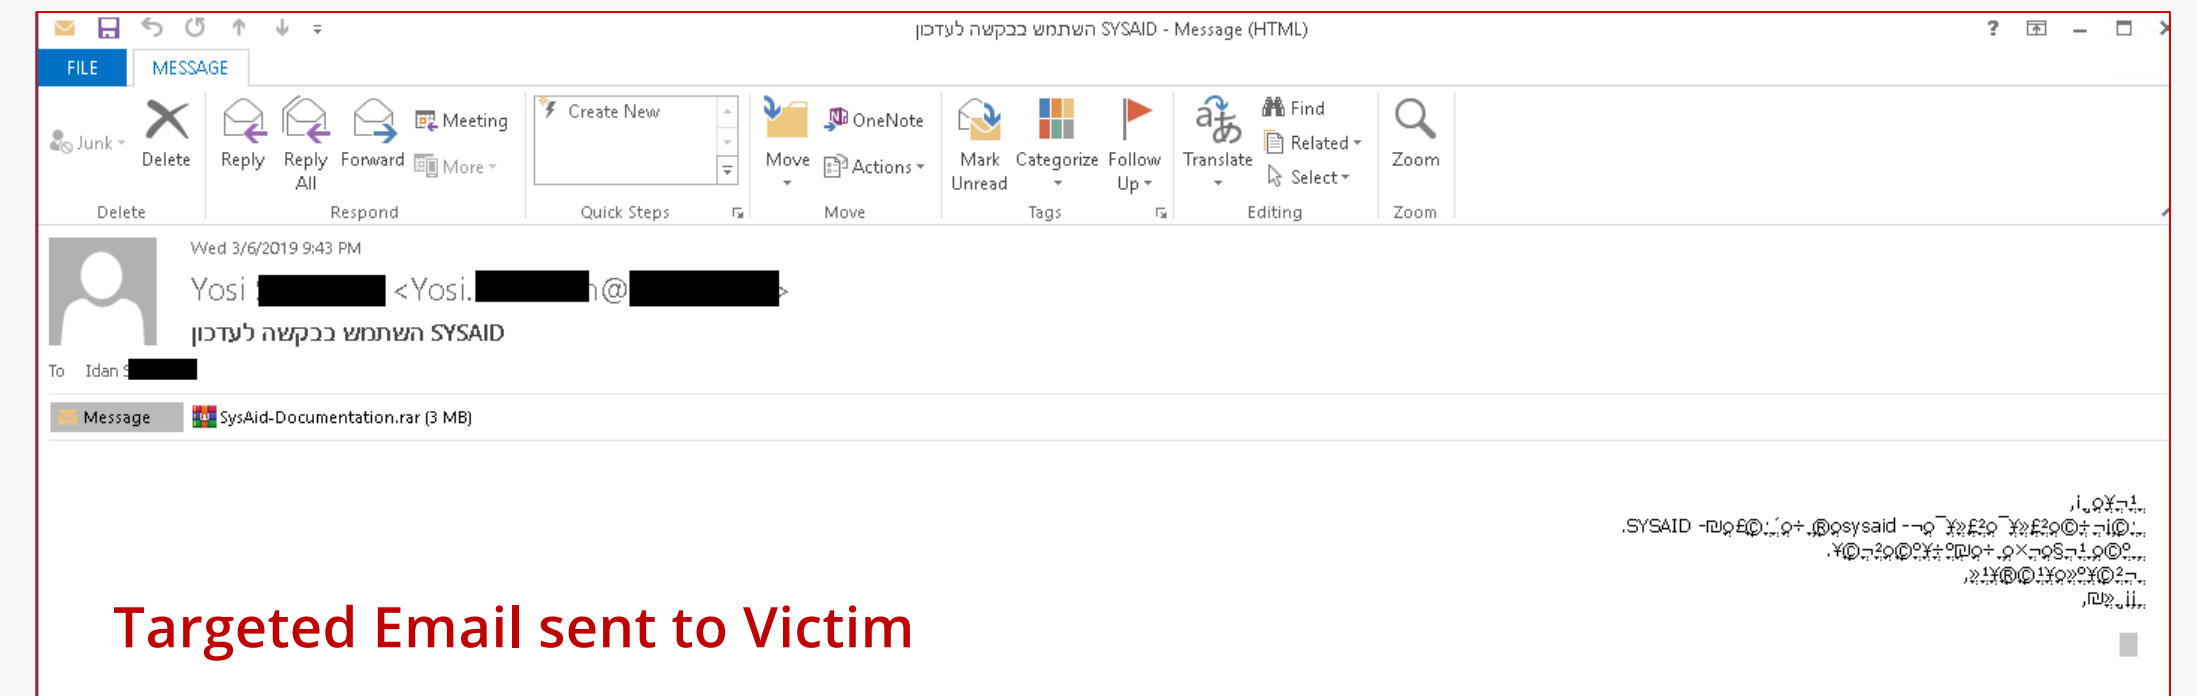 השתמש בבקשה לעדכון SYSAID - Message (HTML)
FILE MESSAGE
Junk
Delete
Reply
Reply All
Forward
Meeting
More
Create New
Move
OneNote
Actions
Mark Unread
Categorize
Follow Up
Translate
Find
Related
Select
Zoom
Delete Respond Quick Steps Move Tags Editing Zoom
Wed 3/6/2019 9:43 PM
Yosi <Yosi. @ >
השתמש בבקשה לעדכון SYSAID
To Idan
Message SysAid-Documentation.rar (3 MB)
sysaid SYSAID
Targeted Email sent to Victim